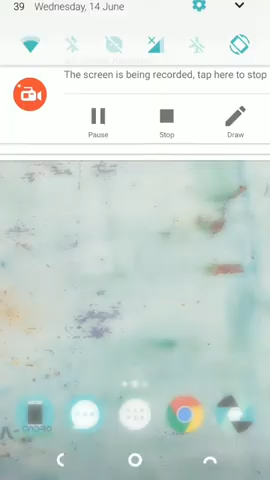 39 Wednesday, 14 June
The screen is being recorded, tap here to stop
Pause Stop Draw